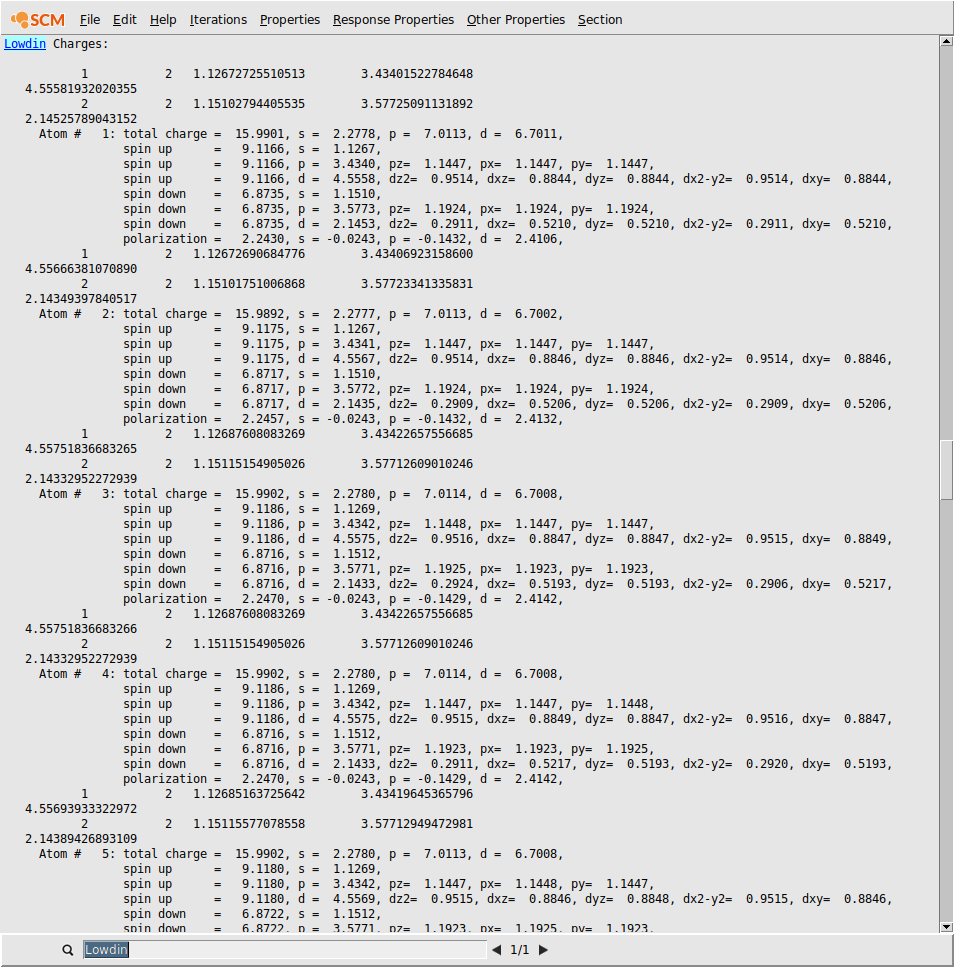 SCM File Edit Help Iterations Properties Response Properties Other Properties Section
Lowdin Charges:
1 2 1.12672725510513 3.43401522784648
4.55581932020355
2 2 1.15102794405535 3.57725091131892
2.14525789043152
Atom # 1: total charge = 15.9901, s = 2.2778, p = 7.0113, d = 6.7011,
spin up = 9.1166, s = 1.1267,
spin up = 9.1166, p = 3.4340, pz= 1.1447, px= 1.1447, py= 1.1447,
spin up = 9.1166, d = 4.5558, dz2= 0.9514, dxz= 0.8844, dyz= 0.8844, dx2-y2= 0.9514, dxy= 0.8844,
spin down = 6.8735, s = 1.1510,
spin down = 6.8735, p = 3.5773, pz= 1.1924, px= 1.1924, py= 1.1924,
spin down = 6.8735, d = 2.1453, dz2= 0.2911, dxz= 0.5210, dyz= 0.5210, dx2-y2= 0.2911, dxy= 0.5210,
polarization = 2.2430, s = -0.0243, p = -0.1432, d = 2.4106,
1 2 1.12672690684776 3.43406923158600
4.55666381070890
2 2 1.15101751006868 3.57723341335831
2.14349397840517
Atom # 2: total charge = 15.9892, s = 2.2777, p = 7.0113, d = 6.7002,
spin up = 9.1175, s = 1.1267,
spin up = 9.1175, p = 3.4341, pz= 1.1447, px= 1.1447, py= 1.1447,
spin up = 9.1175, d = 4.5567, dz2= 0.9514, dxz= 0.8846, dyz= 0.8846, dx2-y2= 0.9514, dxy= 0.8846,
spin down = 6.8717, s = 1.1510,
spin down = 6.8717, p = 3.5772, pz= 1.1924, px= 1.1924, py= 1.1924,
spin down = 6.8717, d = 2.1435, dz2= 0.2909, dxz= 0.5206, dyz= 0.5206, dx2-y2= 0.2909, dxy= 0.5206,
polarization = 2.2457, s = -0.0243, p = -0.1432, d = 2.4132,
1 2 1.12687608083269 3.43422657556685
4.55751836683265
2 2 1.15115154905026 3.57712609010246
2.14332952272939
Atom # 3: total charge = 15.9902, s = 2.2780, p = 7.0114, d = 6.7008,
spin up = 9.1186, s = 1.1269,
spin up = 9.1186, p = 3.4342, pz= 1.1448, px= 1.1447, py= 1.1447,
spin up = 9.1186, d = 4.5575, dz2= 0.9516, dxz= 0.8847, dyz= 0.8847, dx2-y2= 0.9515, dxy= 0.8849,
spin down = 6.8716, s = 1.1512,
spin down = 6.8716, p = 3.5771, pz= 1.1925, px= 1.1923, py= 1.1923,
spin down = 6.8716, d = 2.1433, dz2= 0.2924, dxz= 0.5193, dyz= 0.5193, dx2-y2= 0.2906, dxy= 0.5217,
polarization = 2.2470, s = -0.0243, p = -0.1429, d = 2.4142,
1 2 1.12687608083269 3.43422657556685
4.55751836683266
2 2 1.15115154905026 3.57712609010246
2.14332952272939
Atom # 4: total charge = 15.9902, s = 2.2780, p = 7.0114, d = 6.7008,
spin up = 9.1186, s = 1.1269,
spin up = 9.1186, p = 3.4342, pz= 1.1447, px= 1.1447, py= 1.1448,
spin up = 9.1186, d = 4.5575, dz2= 0.9515, dxz= 0.8849, dyz= 0.8847, dx2-y2= 0.9516, dxy= 0.8847,
spin down = 6.8716, s = 1.1512,
spin down = 6.8716, p = 3.5771, pz= 1.1923, px= 1.1923, py= 1.1925,
spin down = 6.8716, d = 2.1433, dz2= 0.2911, dxz= 0.5217, dyz= 0.5193, dx2-y2= 0.2920, dxy= 0.5193,
polarization = 2.2470, s = -0.0243, p = -0.1429, d = 2.4142,
1 2 1.12685163725642 3.43419645365796
4.55693933322972
2 2 1.15115577078558 3.57712949472981
2.14389426893109
Atom # 5: total charge = 15.9902, s = 2.2780, p = 7.0113, d = 6.7008,
spin up = 9.1180, s = 1.1269,
spin up = 9.1180, p = 3.4342, pz= 1.1447, px= 1.1448, py= 1.1447,
spin up = 9.1180, d = 4.5569, dz2= 0.9515, dxz= 0.8846, dyz= 0.8848, dx2-y2= 0.9515, dxy= 0.8846,
spin down = 6.8722, s = 1.1512,
spin down = 6.8722, p = 3.5771, pz= 1.1923, px= 1.1925, py= 1.1923,
Lowdin 1/1